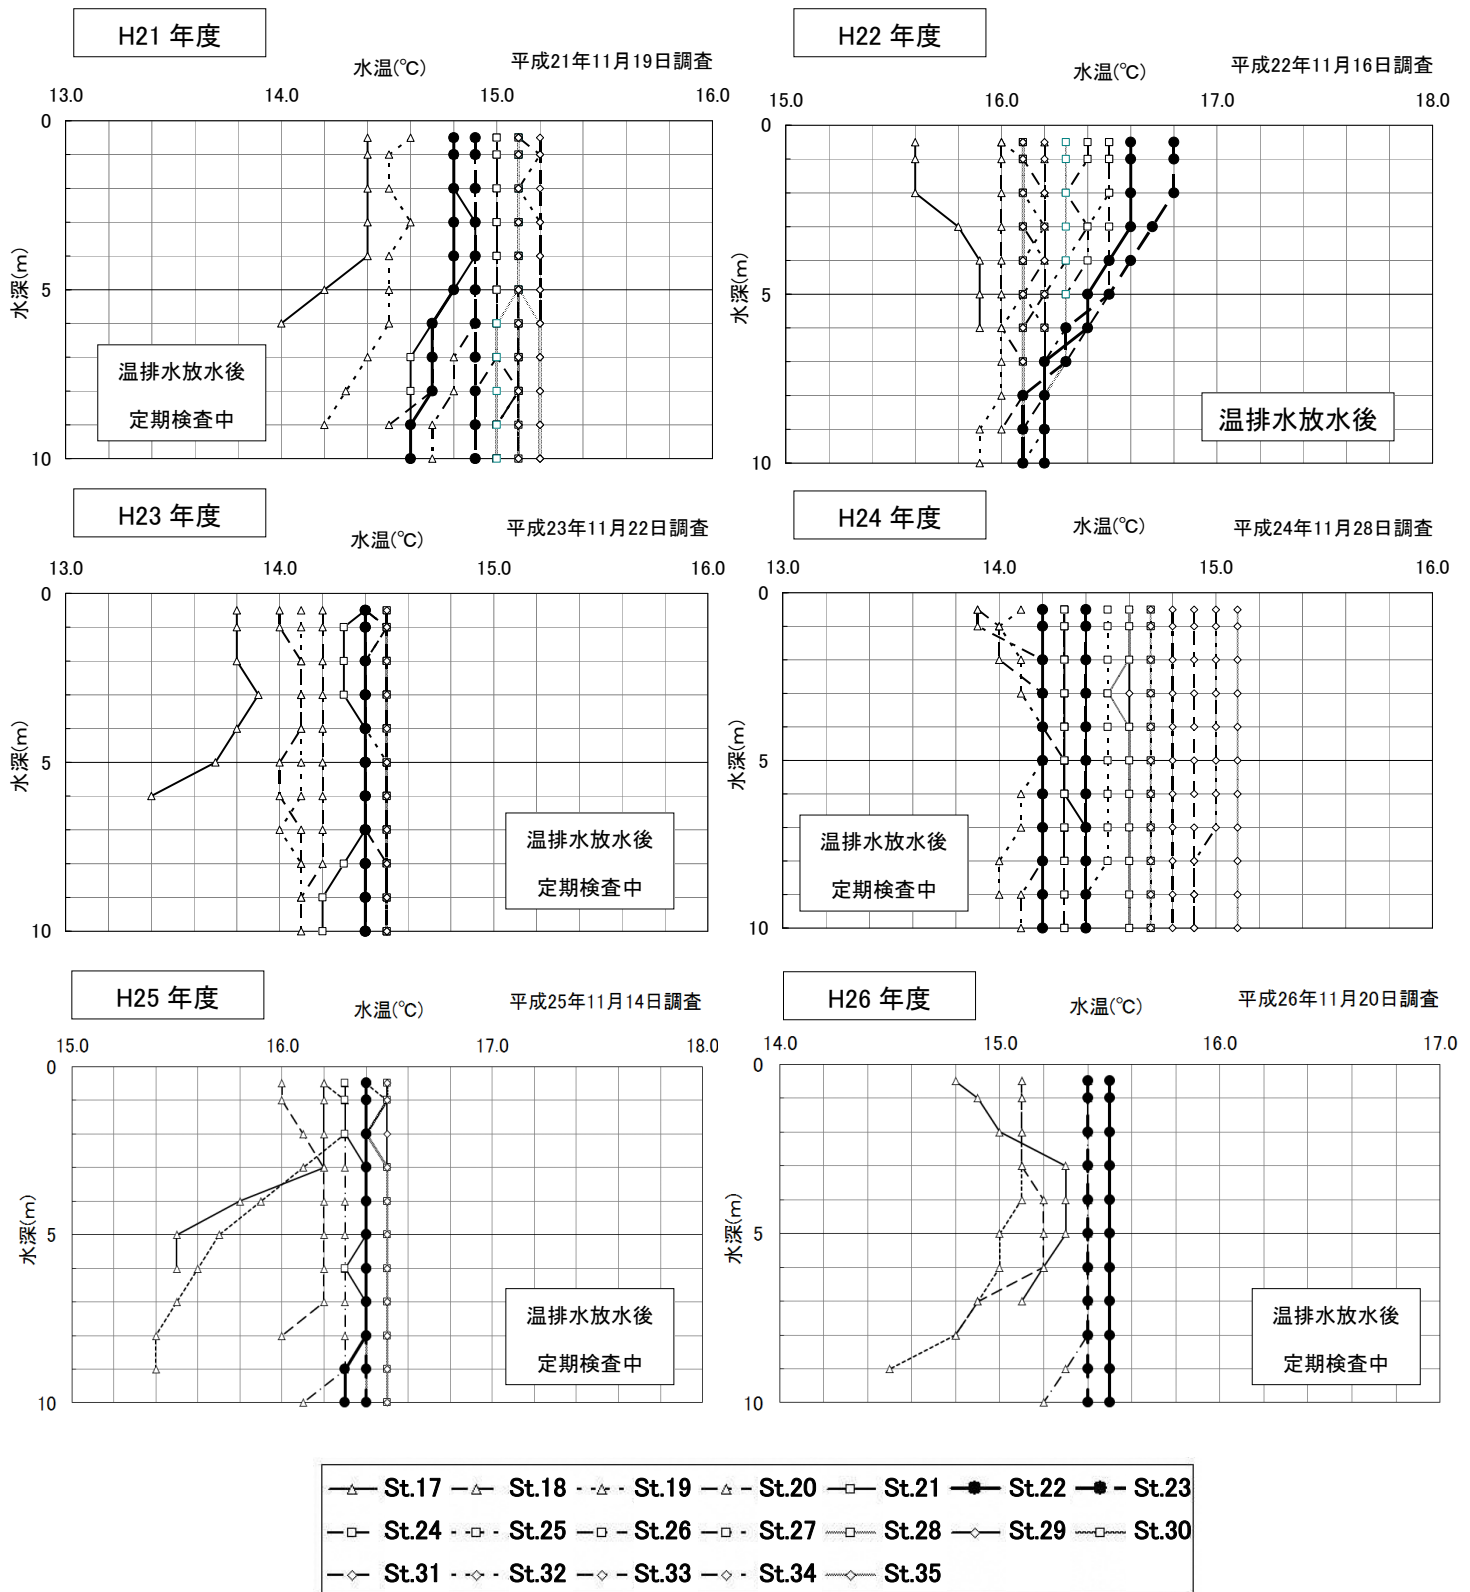 H21 年度
平成21年11月19日調査
水温(℃)
13.0 14.0 15.0 16.0
0
5
10
水深(m)
温排水放水後
定期検査中
H22 年度
平成22年11月16日調査
水温(℃)
15.0 16.0 17.0 18.0
0
5
10
水深(m)
温排水放水後
H23 年度
平成23年11月22日調査
水温(℃)
13.0 14.0 15.0 16.0
0
5
10
水深(m)
温排水放水後
定期検査中
H24 年度
平成24年11月28日調査
水温(℃)
13.0 14.0 15.0 16.0
0
5
10
水深(m)
温排水放水後
定期検査中
H25 年度
平成25年11月14日調査
水温(℃)
15.0 16.0 17.0 18.0
0
5
10
水深(m)
温排水放水後
定期検査中
H26 年度
平成26年11月20日調査
水温(℃)
14.0 15.0 16.0 17.0
0
5
10
水深(m)
温排水放水後
定期検査中
St.17 St.18 St.19 St.20 St.21 St.22 St.23
St.24 St.25 St.26 St.27 St.28 St.29 St.30
St.31 St.32 St.33 St.34 St.35